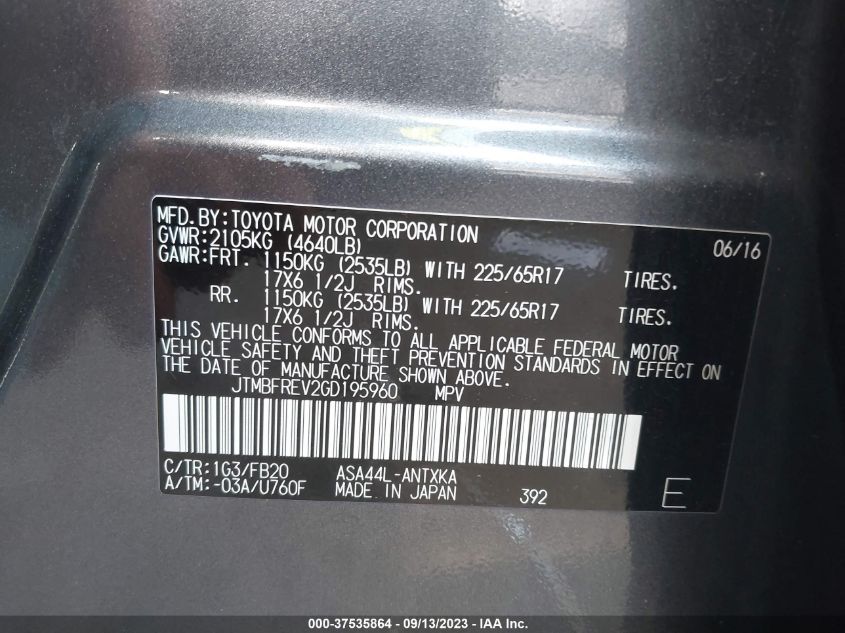 MFD.BY:TOYOTA MOTOR CORPORATION 06/16
GVWR:2105KG (4640LB)
GAWR:FRT. 1150KG (2535LB) WITH 225/65R17 TIRES.
17X6 1/2J RIMS.
RR. 1150KG (2535LB) WITH 225/65R17 TIRES.
17X6 1/2J RIMS.
THIS VEHICLE CONFORMS TO ALL APPLICABLE FEDERAL MOTOR
VEHICLE SAFETY AND THEFT PREVENTION STANDARDS IN EFFECT ON
THE DATE OF MANUFACTURE SHOWN ABOVE.
JTMBFREV2GD195960 MPV
C/TR:1G3/FB20 ASA44L-ANTXKA
A/TM:-03A/U760F MADE IN JAPAN 392 E
000-37535864 - 09/13/2023 - IAA Inc.